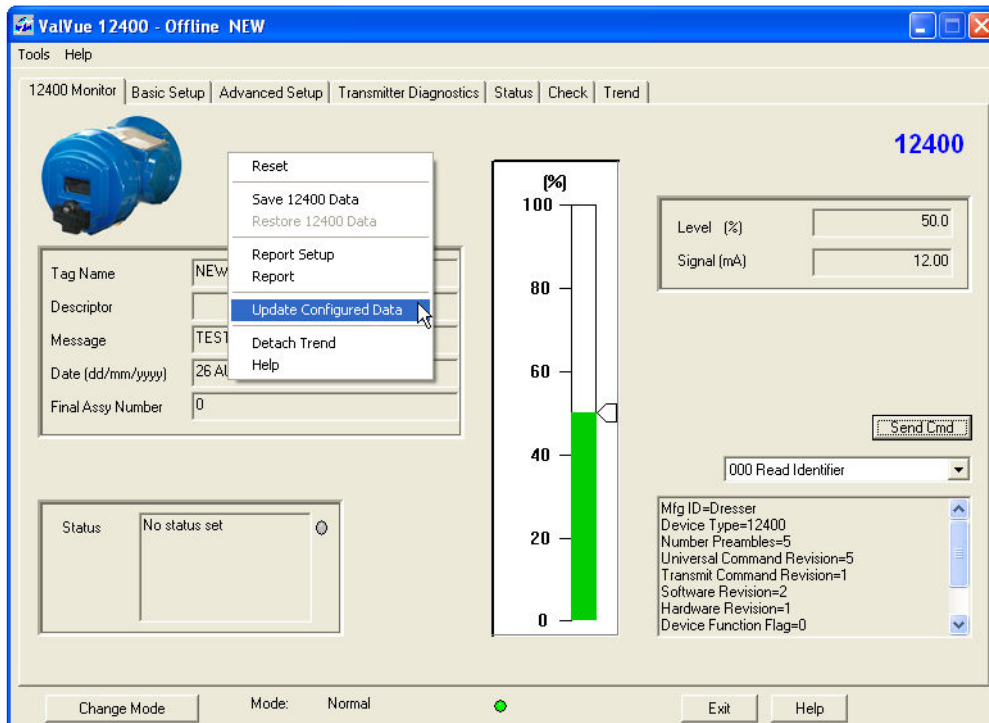 ValVue 12400 - Offline NEW
Tools Help
12400 Monitor Basic Setup Advanced Setup Transmitter Diagnostics Status Check Trend
12400
Reset
Save 12400 Data
Restore 12400 Data
Report Setup
Report
Update Configured Data
Detach Trend
Help
Tag Name NEW
Descriptor
Message TEST
Date (dd/mm/yyyy) 26
Final Assy Number 0
Status No status set
(%)
100
80
60
40
20
0
Level (%) 50.0
Signal (mA) 12.00
Send Cmd
000 Read Identifier
Mfg ID=Dresser
Device Type=12400
Number Preambles=5
Universal Command Revision=5
Transmit Command Revision=1
Software Revision=2
Hardware Revision=1
Device Function Flag=0
Change Mode Mode: Normal Exit Help